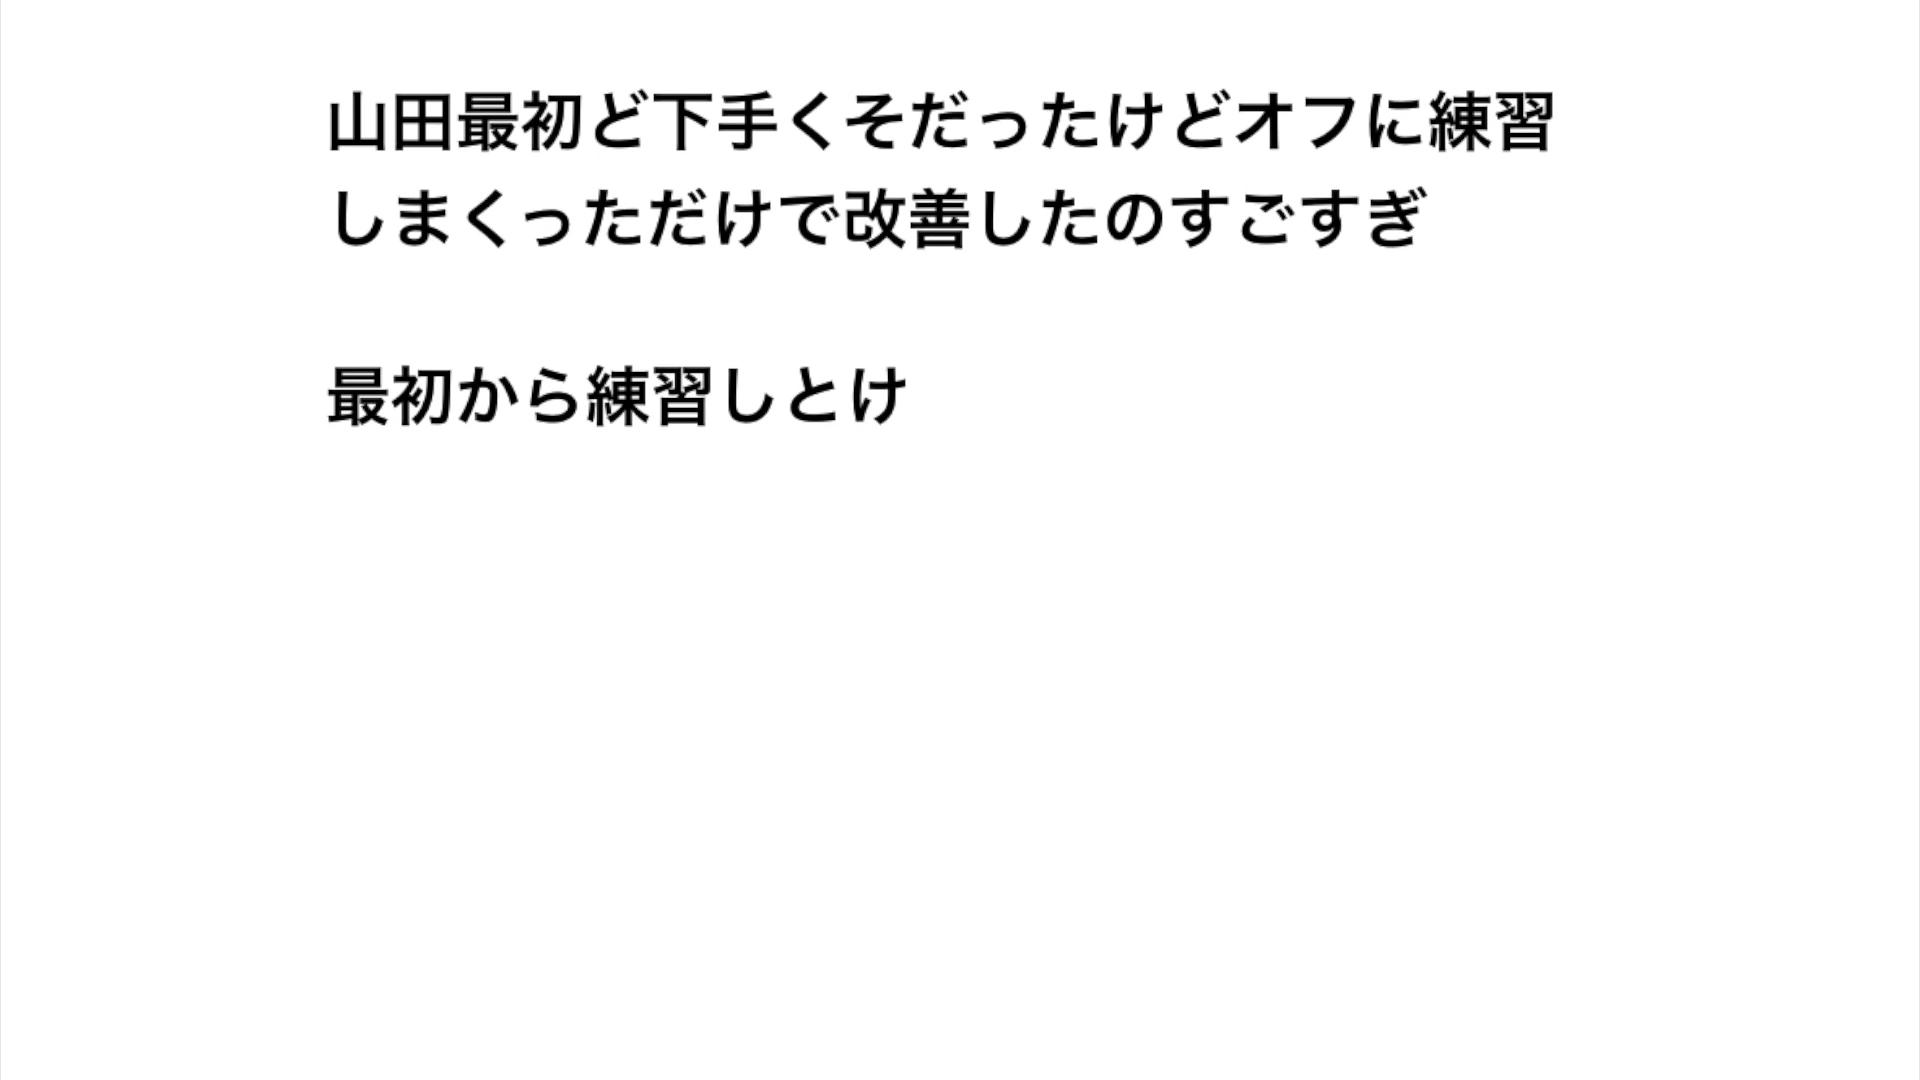 山田最初ど下手くそだったけどオフに練習
しまくっただけで改善したのすごすぎ
最初から練習しとけ